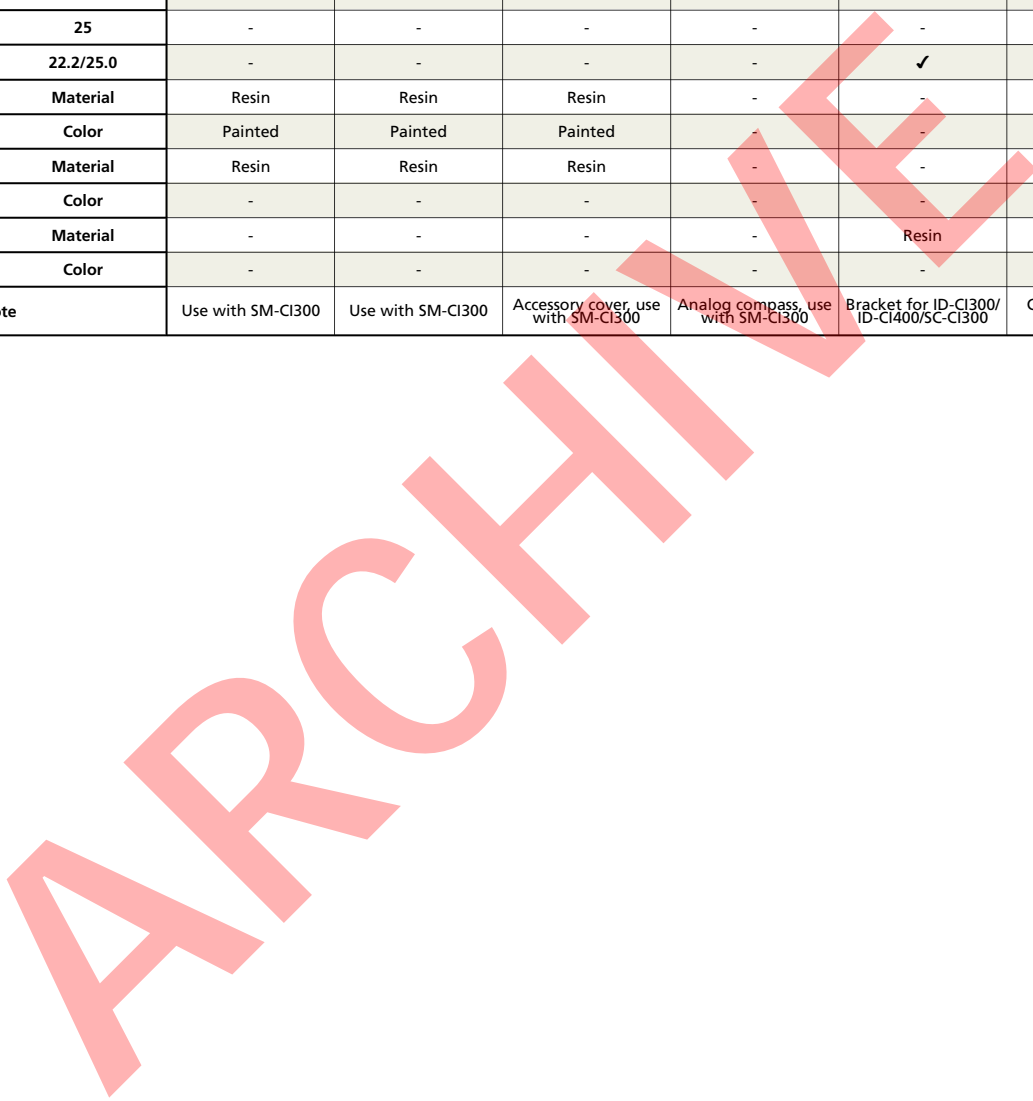 25 - - - - -
22.2/25.0 - - - - ✓
Material Resin Resin Resin - -
Color Painted Painted Painted - -
Material Resin Resin Resin - -
Color - - - - -
Material - - - - Resin
Color - - - - -
Use with SM-CI300 Use with SM-CI300 Accessory cover, use Analog compass, use Bracket for ID-CI300/
with SM-CI300 with SM-CI300 ID-CI400/SC-CI300
ARCHIVE